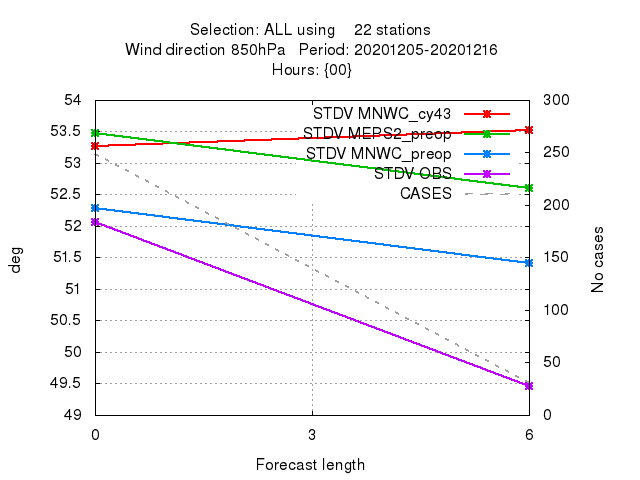 Selection: ALL using 22 stations
Wind direction 850hPa Period: 20201205-20201216
Hours: {00}
54
53.5
53
52.5
52
51.5
51
50.5
50
49.5
49
deg
300
250
200
150
100
50
0
No cases
STDV MNWC_cy43
STDV MEPS2_preop
STDV MNWC_preop
STDV OBS
CASES
0 3 6
Forecast length